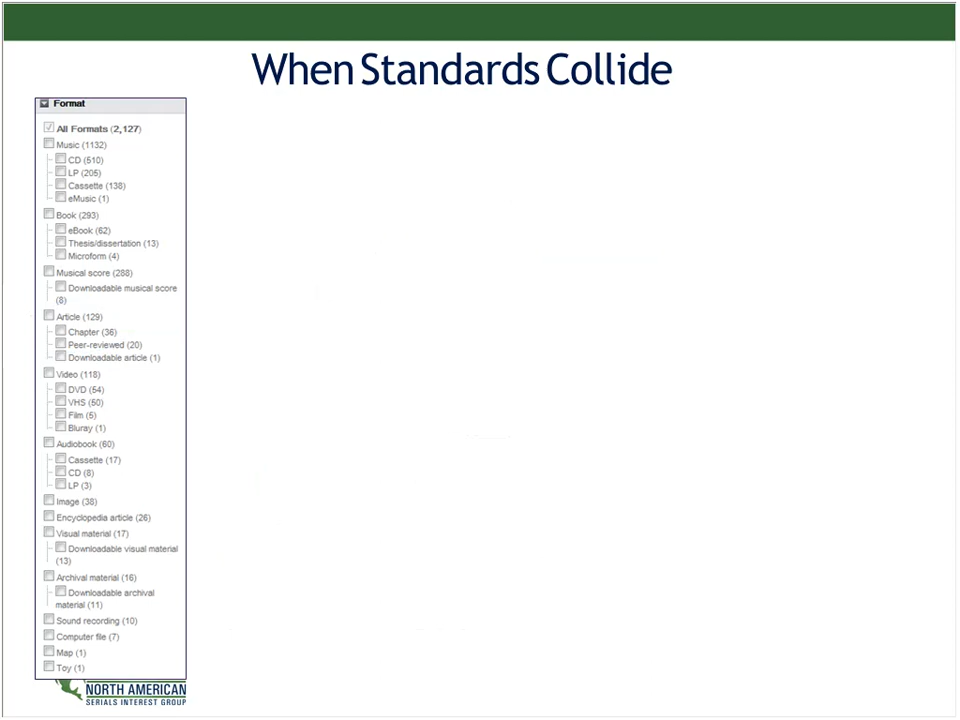 When Standards Collide
Format
All Formats (2,127)
Music (1132)
CD (510)
LP (205)
Cassette (138)
eMusic (1)
Book (293)
eBook (62)
Thesis/dissertation (13)
Microform (4)
Musical score (288)
Downloadable musical score
(8)
Article (129)
Chapter (36)
Peer-reviewed (20)
Downloadable article (1)
Video (118)
DVD (54)
VHS (50)
Film (5)
Bluray (1)
Audiobook (60)
Cassette (17)
CD (8)
LP (3)
Image (38)
Encyclopedia article (26)
Visual material (17)
Downloadable visual material
(13)
Archival material (16)
Downloadable archival
material (11)
Sound recording (10)
Computer file (7)
Map (1)
Toy (1)
NORTH AMERICAN
SERIALS INTEREST GROUP